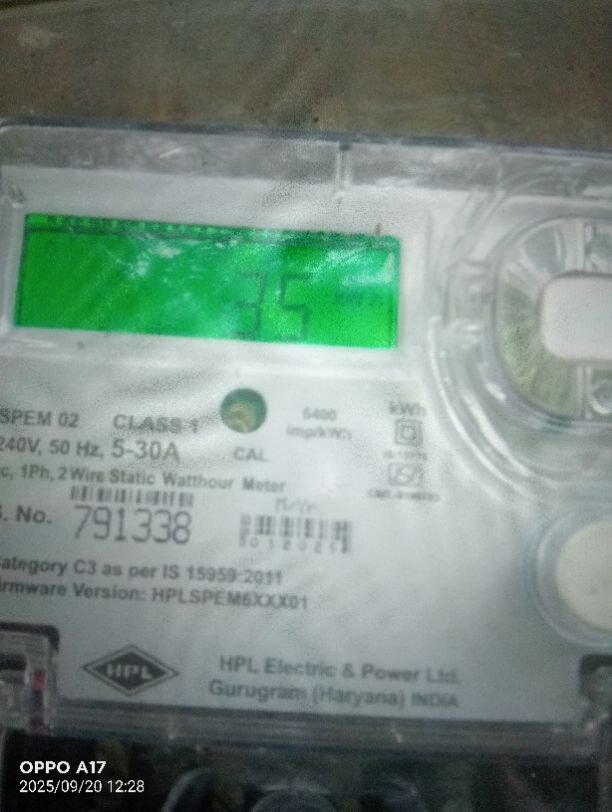 35
SPEM 02 CLASS 1
240V, 50 Hz, 5-30A
6400
imp/kWh
kWh
CAL
c, 1Ph, 2 Wire Static Watthour Meter
S. No. 791338
M/Yr
012025
ategory C3 as per IS 15959:2011
irmware Version: HPLSPEM6XXX01
HPL
HPL Electric & Power Ltd.
Gurugram (Haryana) INDIA
OPPO A17
2025/09/20 12:28